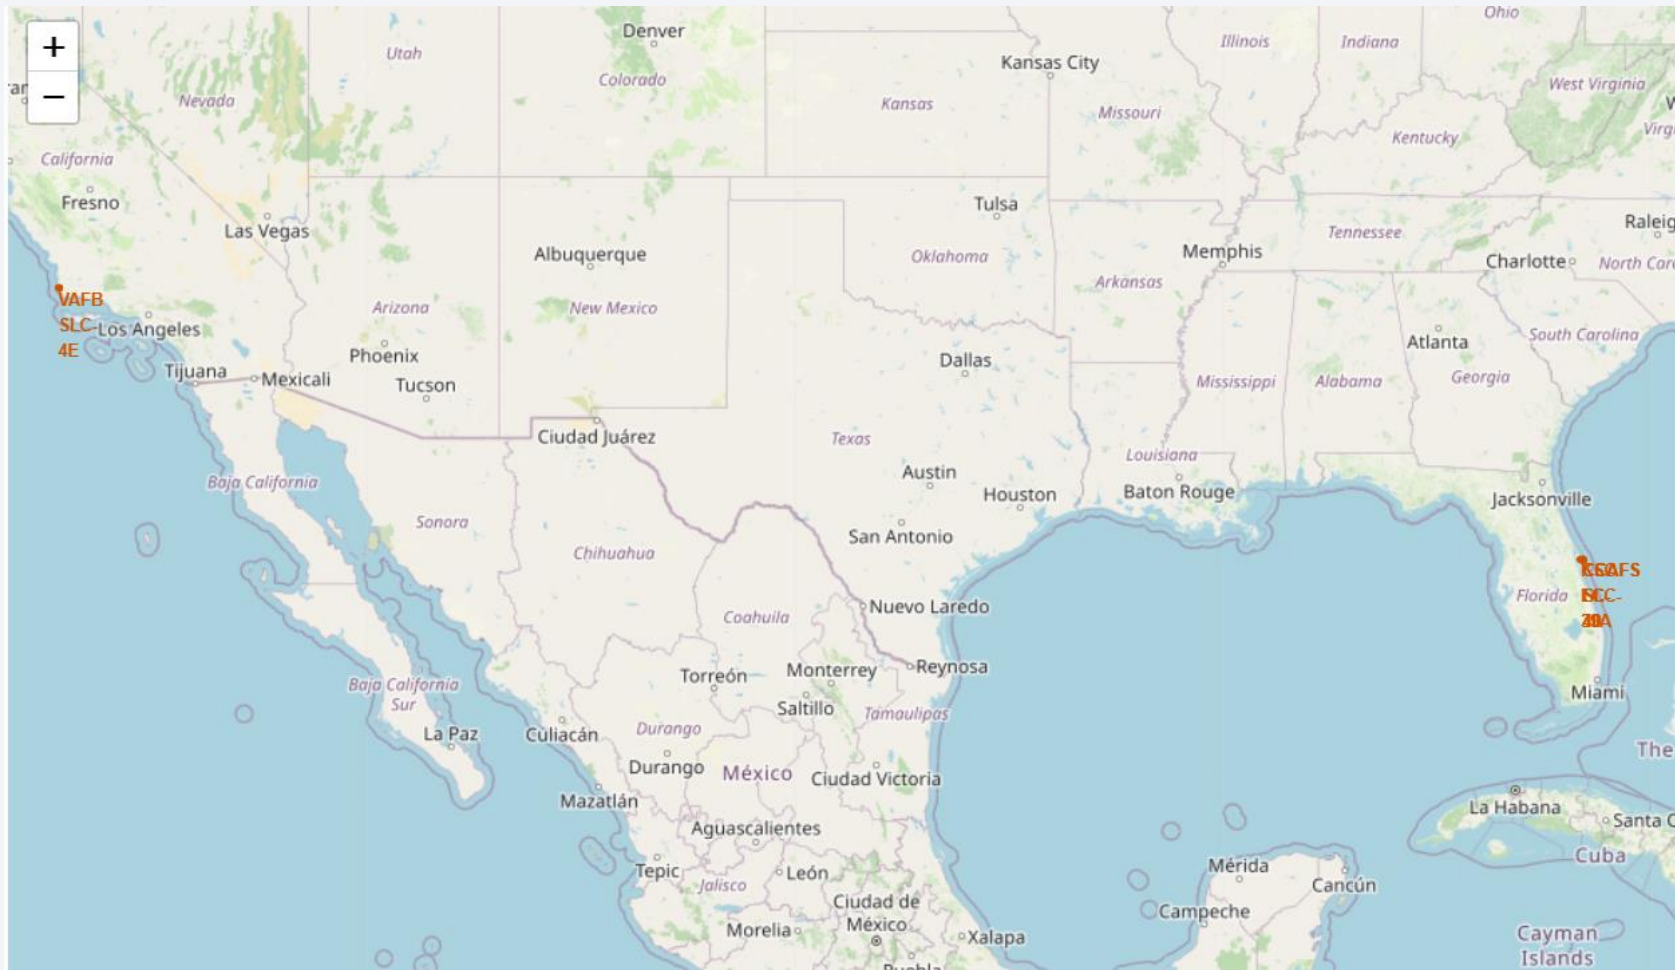 +
−
Utah
Denver
Colorado
Nevada
Kansas City
Kansas
Missouri
Illinois
Indiana
Ohio
West Virginia
Kentucky
California
Fresno
Las Vegas
Tulsa
Albuquerque
Oklahoma
Memphis
Tennessee
Charlotte
Raleig
North Car
Arizona
New Mexico
Arkansas
VAFB
SLC-
4E
Los Angeles
Phoenix
Tucson
Tijuana
Mexicali
Dallas
Mississippi
Alabama
Atlanta
Georgia
South Carolina
Ciudad Juárez
Texas
Louisiana
Baton Rouge
Austin
Houston
San Antonio
Jacksonville
Baja California
Sonora
Chihuahua
Coahuila
Nuevo Laredo
Florida
Miami
Torreón
Monterrey
Reynosa
Saltillo
Tamaulipas
Baja California
Sur
La Paz
Culiacán
Durango
Durango
México
Ciudad Victoria
Mazatlán
Aguascalientes
The
La Habana
Santa C
Cuba
Tepic
Jalisco
León
Ciudad de
México
Morelia
Xalapa
Mérida
Cancún
Campeche
Cayman
Islands